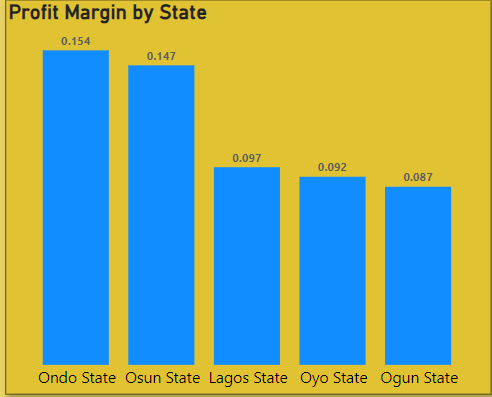 Profit Margin by State
0.154
0.147
0.097
0.092
0.087
Ondo State Osun State Lagos State Oyo State Ogun State